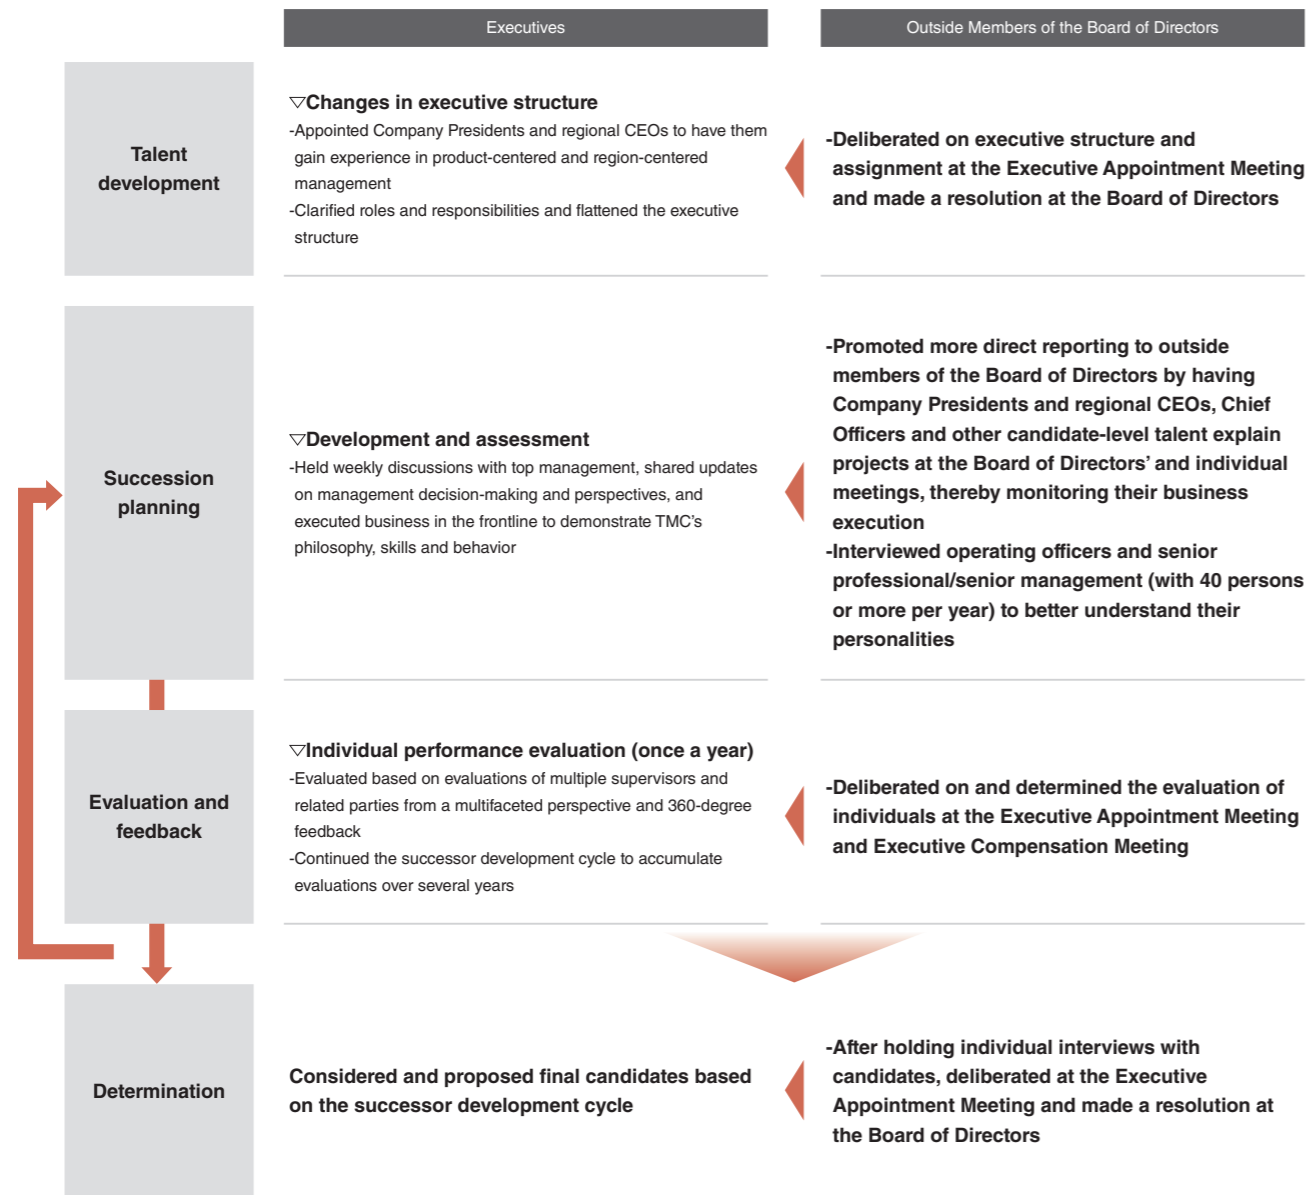 Executives
Outside Members of the Board of Directors
Talent
development
▽Changes in executive structure
-Appointed Company Presidents and regional CEOs to have them
gain experience in product-centered and region-centered
management
-Clarified roles and responsibilities and flattened the executive
structure
-Deliberated on executive structure and
assignment at the Executive Appointment Meeting
and made a resolution at the Board of Directors
Succession
planning
▽Development and assessment
-Held weekly discussions with top management, shared updates
on management decision-making and perspectives, and
executed business in the frontline to demonstrate TMC's
philosophy, skills and behavior
-Promoted more direct reporting to outside
members of the Board of Directors by having
Company Presidents and regional CEOs, Chief
Officers and other candidate-level talent explain
projects at the Board of Directors' and individual
meetings, thereby monitoring their business
execution
-Interviewed operating officers and senior
professional/senior management (with 40 persons
or more per year) to better understand their
personalities
Evaluation and
feedback
▽Individual performance evaluation (once a year)
-Evaluated based on evaluations of multiple supervisors and
related parties from a multifaceted perspective and 360-degree
feedback
-Continued the successor development cycle to accumulate
evaluations over several years
-Deliberated on and determined the evaluation of
individuals at the Executive Appointment Meeting
and Executive Compensation Meeting
Determination
Considered and proposed final candidates based
on the successor development cycle
-After holding individual interviews with
candidates, deliberated at the Executive
Appointment Meeting and made a resolution at
the Board of Directors